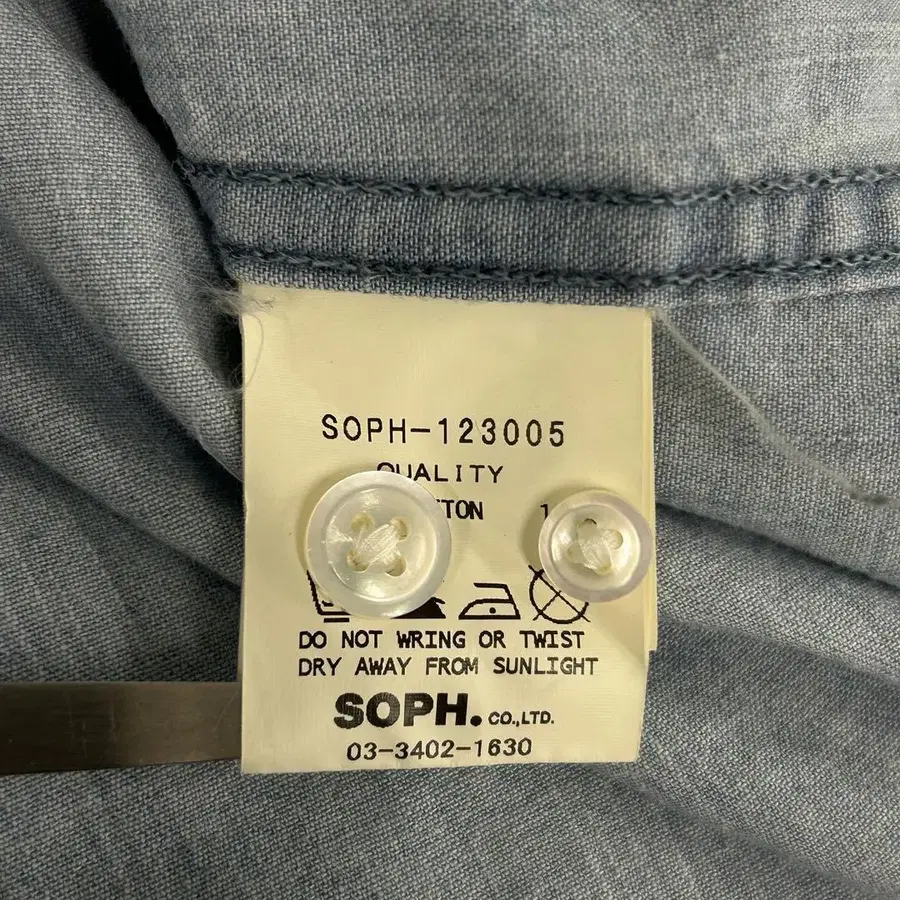 SOPH-123005
QUALITY
DO NOT WRING OR TWIST
DRY AWAY FROM SUNLIGHT
SOPH. CO.,LTD.
03-3402-1630